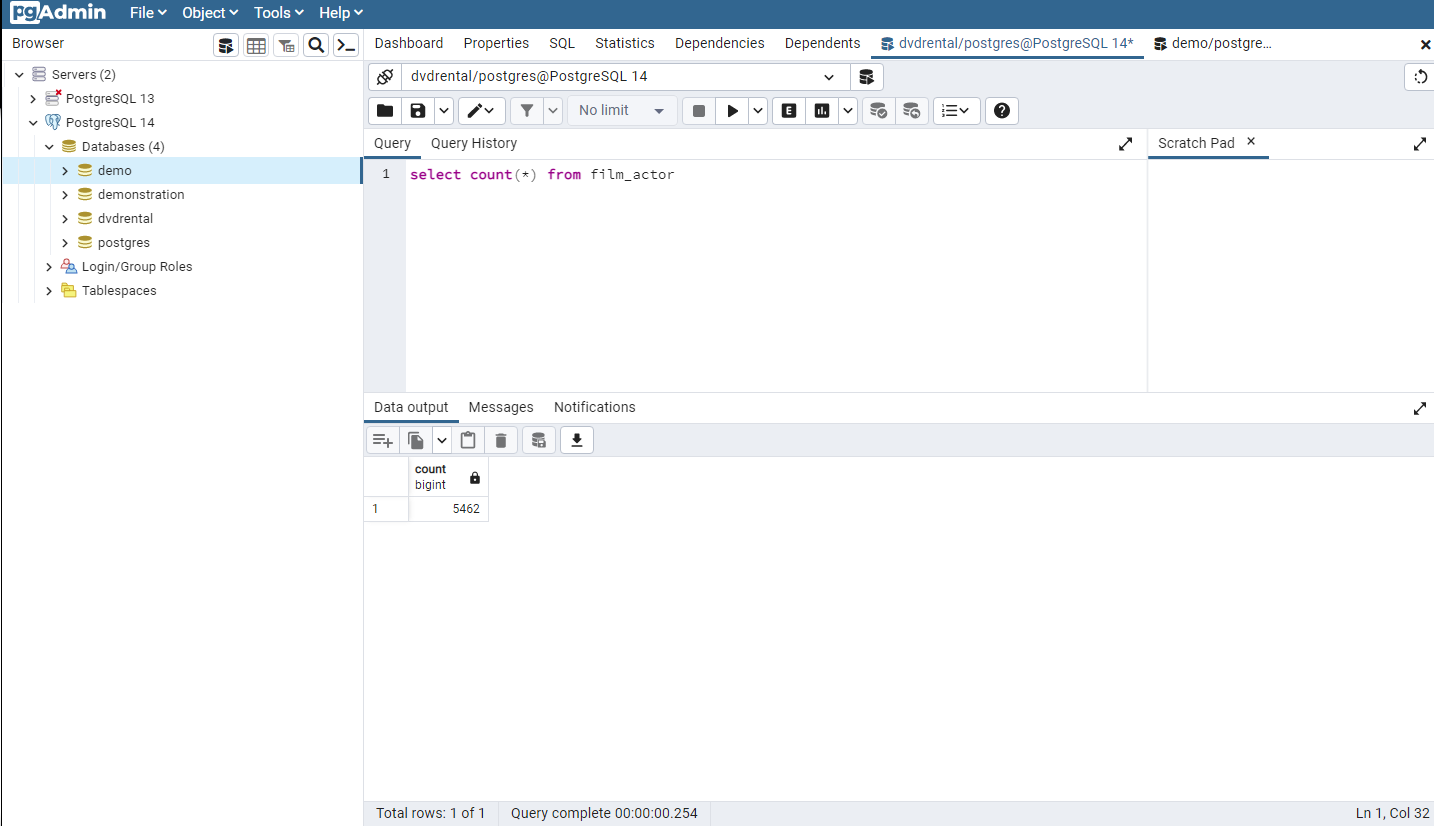 pgAdmin File Object Tools Help
Browser
Dashboard Properties SQL Statistics Dependencies Dependents dvdrental/postgres@PostgreSQL 14* demo/postgre...
Servers (2)
PostgreSQL 13
PostgreSQL 14
Databases (4)
demo
demonstration
dvdrental
postgres
Login/Group Roles
Tablespaces
dvdrental/postgres@PostgreSQL 14
No limit
E
Query Query History
Scratch Pad
1 select count(*) from film_actor
Data output Messages Notifications
count
bigint
1 5462
Total rows: 1 of 1 Query complete 00:00:00.254 Ln 1, Col 32